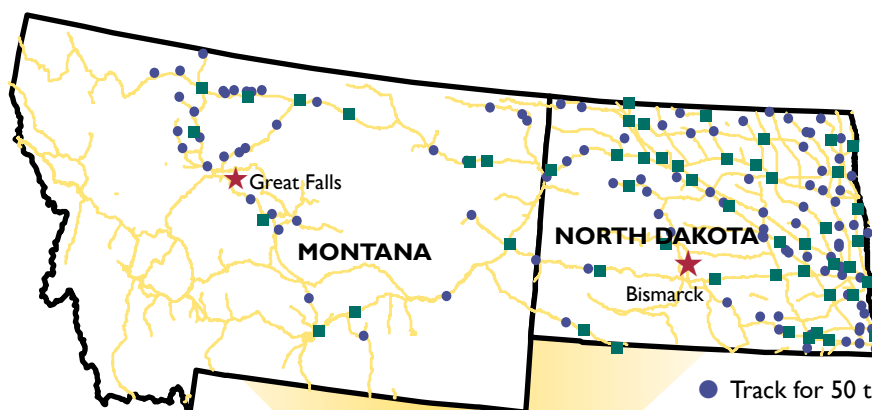 Great Falls
MONTANA
NORTH DAKOTA
Bismarck
Track for 50 t